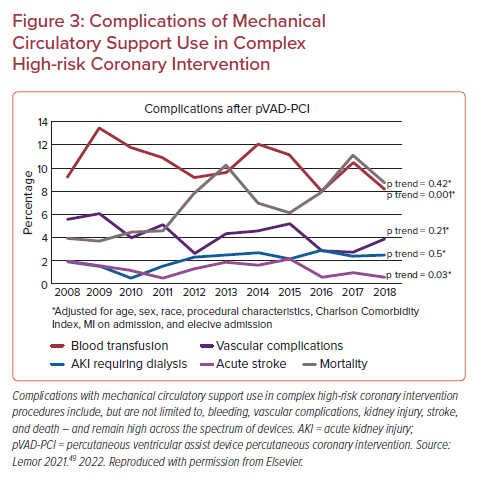 Figure 3: Complications of Mechanical
Circulatory Support Use in Complex
High-risk Coronary Intervention
Complications after pVAD-PCI
14
12
10
8
6
4
2
0
Percentage
p trend = 0.42*
p trend = 0.001*
p trend = 0.21*
p trend = 0.5*
p trend = 0.03*
2008 2009 2010 2011 2012 2013 2014 2015 2016 2017 2018
*Adjusted for age, sex, race, procedural characteristics, Charlson Comorbidity
Index, MI on admission, and elecive admission
Blood transfusion Vascular complications
AKI requiring dialysis Acute stroke Mortality
Complications with mechanical circulatory support use in complex high-risk coronary intervention
procedures include, but are not limited to, bleeding, vascular complications, kidney injury, stroke,
and death – and remain high across the spectrum of devices. AKI = acute kidney injury;
pVAD-PCI = percutaneous ventricular assist device percutaneous coronary intervention. Source:
Lemor 2021.⁴⁹ 2022. Reproduced with permission from Elsevier.